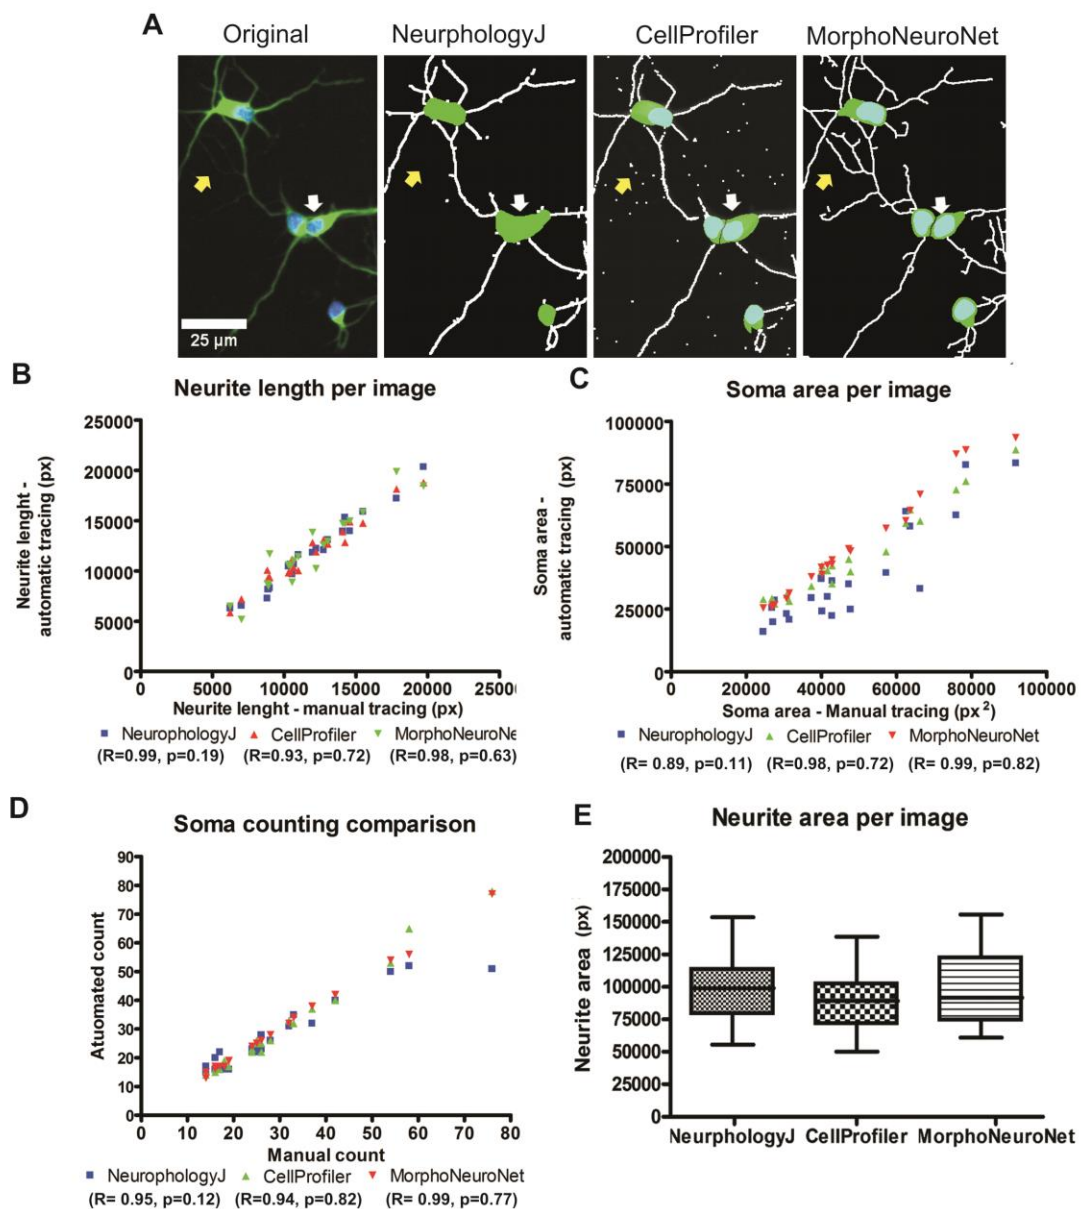 A
Original NeurphologyJ CellProfiler MorphoNeuroNet
25 µm
B
Neurite length per image
Neurite lenght -
automatic tracing (px)
25000
20000
15000
10000
5000
0
0 5000 10000 15000 20000 25000
Neurite lenght - manual tracing (px)
NeurophologyJ CellProfiler MorphoNeuroNe
(R=0.99, p=0.19) (R=0.93, p=0.72) (R=0.98, p=0.63)
C
Soma area per image
Soma area -
automatic tracing (px)
100000
75000
50000
25000
0
0 20000 40000 60000 80000 100000
Soma area - Manual tracing (px²)
NeurophologyJ CellProfiler MorphoNeuroNet
(R= 0.89, p=0.11) (R=0.98, p=0.72) (R= 0.99, p=0.82)
D
Soma counting comparison
Atuomated count
90
80
70
60
50
40
30
20
10
0
0 10 20 30 40 50 60 70 80
Manual count
NeurophologyJ CellProfiler MorphoNeuroNet
(R= 0.95, p=0.12) (R=0.94, p=0.82) (R= 0.99, p=0.77)
E
Neurite area per image
Neurite area (px)
200000
175000
150000
125000
100000
75000
50000
25000
0
NeurphologyJ CellProfiler MorphoNeuroNet